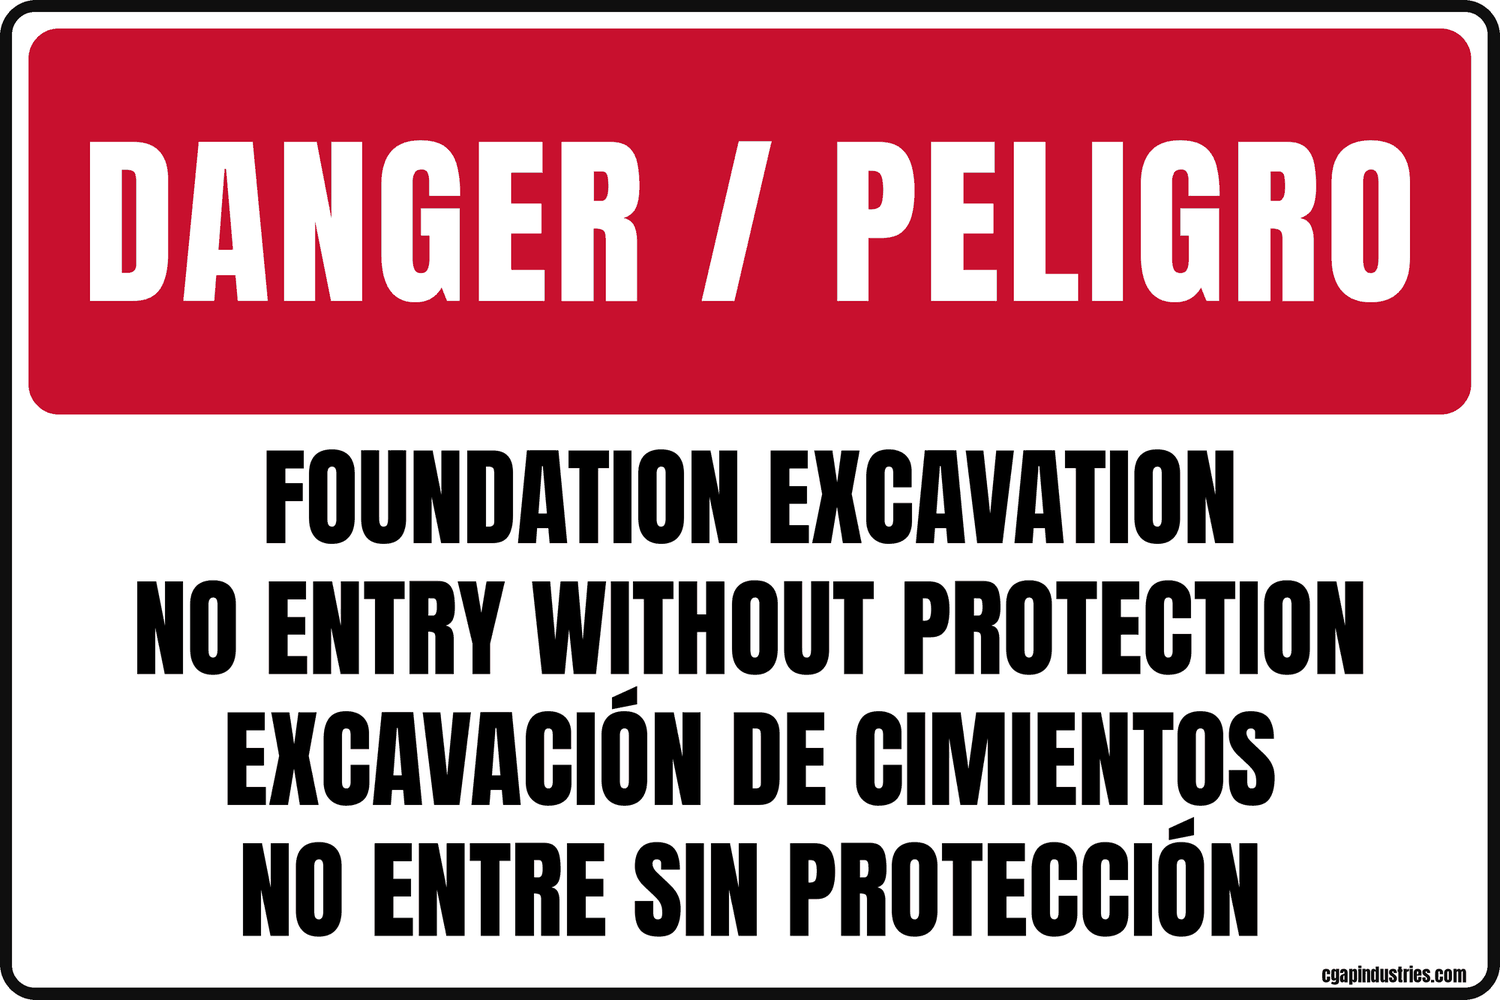 DANGER / PELIGRO
FOUNDATION EXCAVATION
NO ENTRY WITHOUT PROTECTION
EXCAVACIÓN DE CIMIENTOS
NO ENTRE SIN PROTECCIÓN
cgapindustries.com